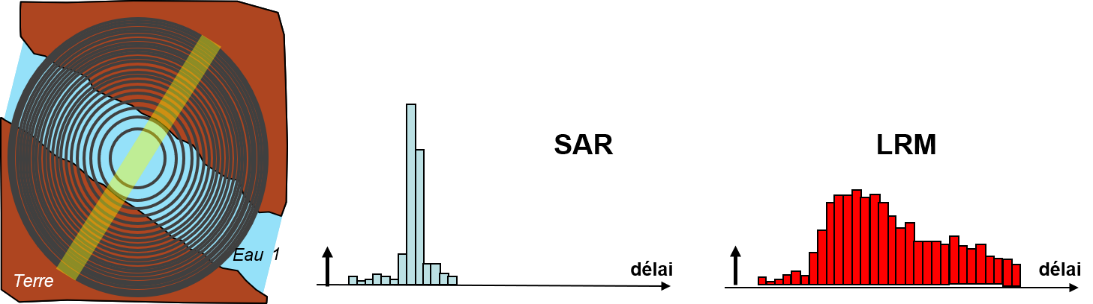 SAR
LRM
Eau 1
Terre
délai
délai